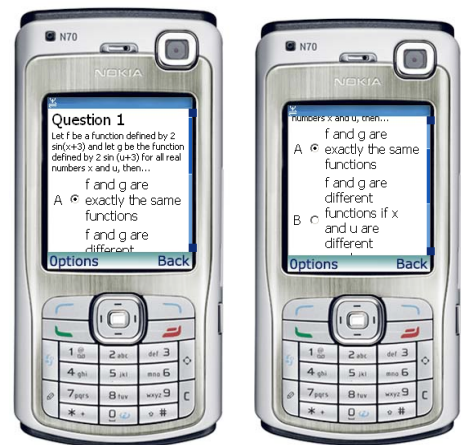 N70
NOKIA
Question 1
Let f be a function defined by 2
sin(x+3) and let g be the function
defined by 2 sin (u+3) for all real
numbers x and u, then...
f and g are
A exactly the same
functions
f and g are
different
Options Back
1 2 abc def 3
4 ghi 5 jkl mno 6
7 pqrs 8 tuv wxyz 9 C
* + 0 #
N70
NOKIA
numbers x and u, then...
f and g are
A exactly the same
functions
f and g are
different
B functions if x
and u are
different
Options Back
1 2 abc def 3
4 ghi 5 jkl mno 6
7 pqrs 8 tuv wxyz 9 C
* + 0 #